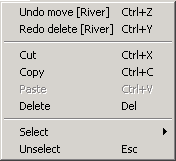 Undo move [River] Ctrl+Z
Redo delete [River] Ctrl+Y
Cut Ctrl+X
Copy Ctrl+C
Paste Ctrl+V
Delete Del
Select
Unselect Esc